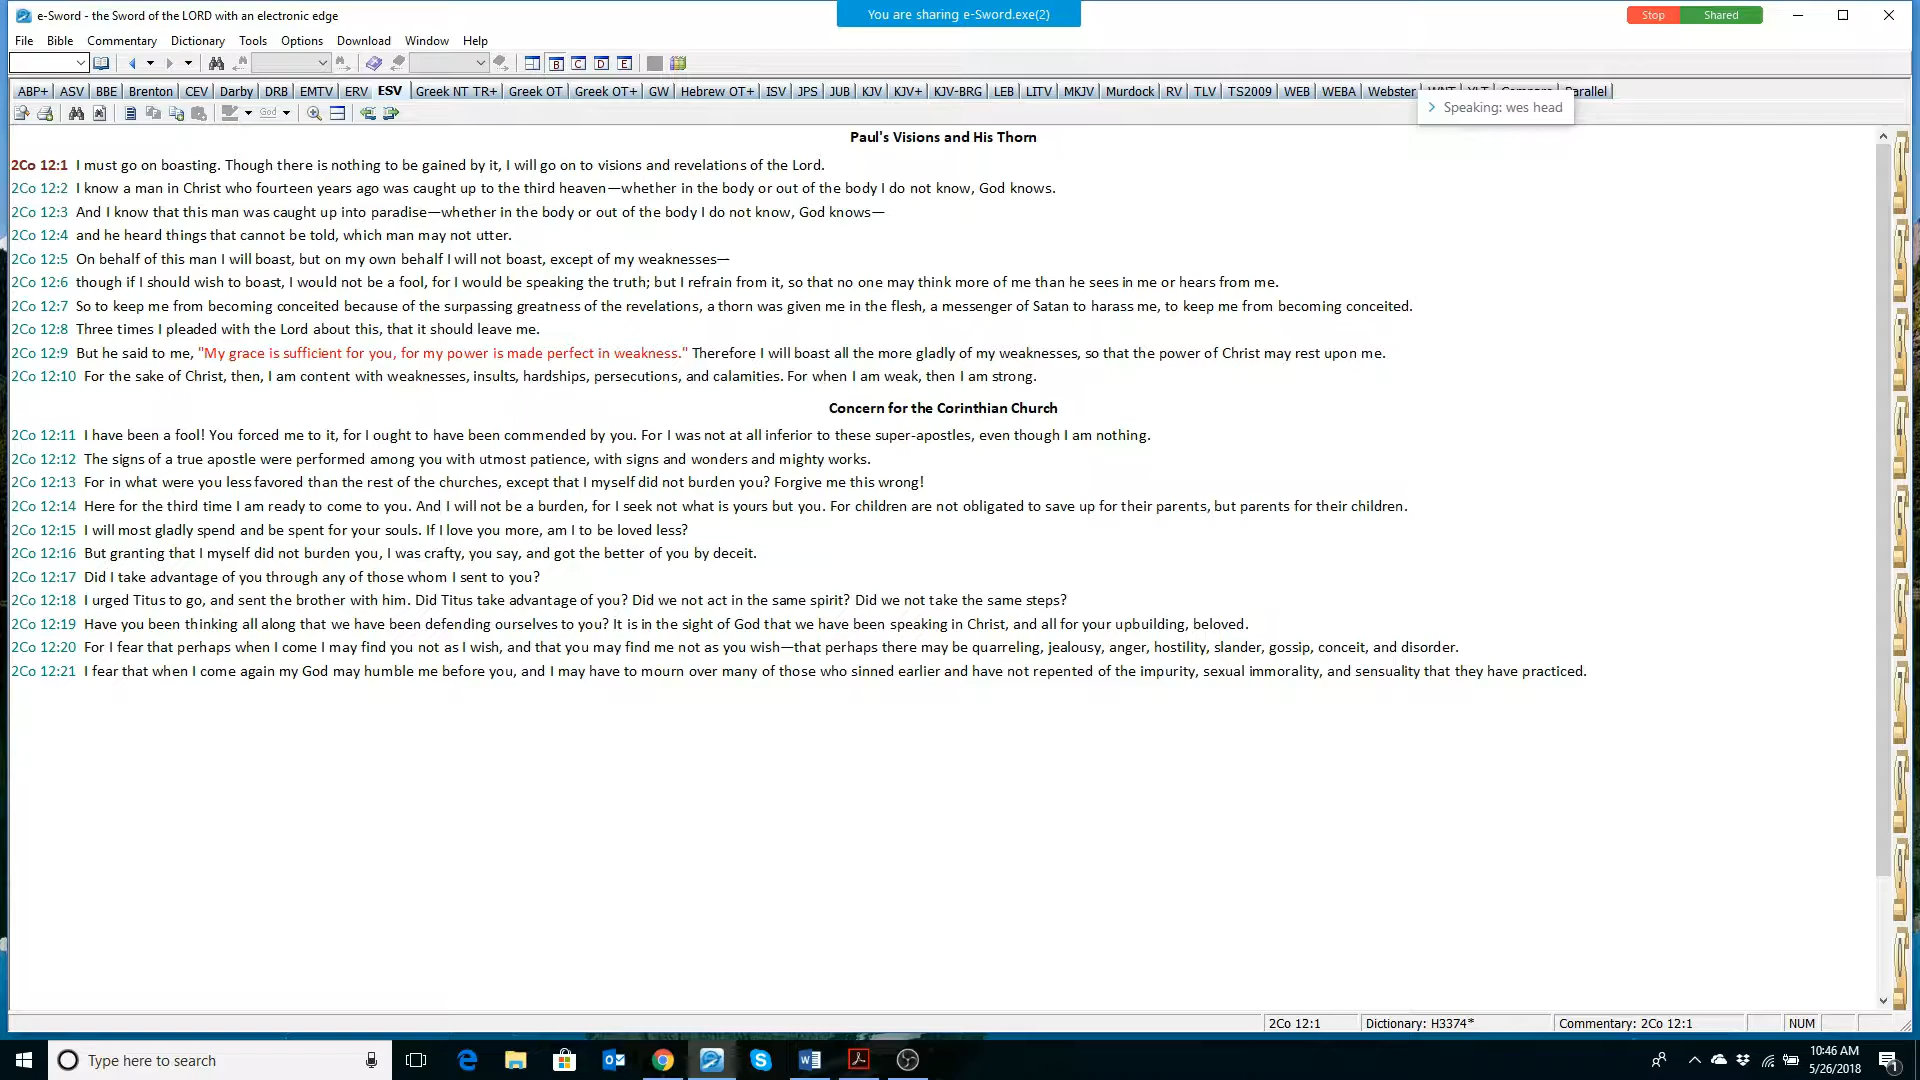 e-Sword - the Sword of the LORD with an electronic edge
You are sharing e-Sword.exe(2)
Stop Shared
File Bible Commentary Dictionary Tools Options Download Window Help
B C D E
ABP+ ASV BBE Brenton CEV Darby DRB EMTV ERV ESV Greek NT TR+ Greek OT Greek OT+ GW Hebrew OT+ ISV JPS JUB KJV KJV+ KJV-BRG LEB LITV MKJV Murdock RV TLV TS2009 WEB WEBA Webster WNT YLT Compare Parallel
Speaking: wes head
God
Paul's Visions and His Thorn
2Co 12:1 I must go on boasting. Though there is nothing to be gained by it, I will go on to visions and revelations of the Lord.
2Co 12:2 I know a man in Christ who fourteen years ago was caught up to the third heaven—whether in the body or out of the body I do not know, God knows.
2Co 12:3 And I know that this man was caught up into paradise—whether in the body or out of the body I do not know, God knows—
2Co 12:4 and he heard things that cannot be told, which man may not utter.
2Co 12:5 On behalf of this man I will boast, but on my own behalf I will not boast, except of my weaknesses—
2Co 12:6 though if I should wish to boast, I would not be a fool, for I would be speaking the truth; but I refrain from it, so that no one may think more of me than he sees in me or hears from me.
2Co 12:7 So to keep me from becoming conceited because of the surpassing greatness of the revelations, a thorn was given me in the flesh, a messenger of Satan to harass me, to keep me from becoming conceited.
2Co 12:8 Three times I pleaded with the Lord about this, that it should leave me.
2Co 12:9 But he said to me, "My grace is sufficient for you, for my power is made perfect in weakness." Therefore I will boast all the more gladly of my weaknesses, so that the power of Christ may rest upon me.
2Co 12:10 For the sake of Christ, then, I am content with weaknesses, insults, hardships, persecutions, and calamities. For when I am weak, then I am strong.
Concern for the Corinthian Church
2Co 12:11 I have been a fool! You forced me to it, for I ought to have been commended by you. For I was not at all inferior to these super-apostles, even though I am nothing.
2Co 12:12 The signs of a true apostle were performed among you with utmost patience, with signs and wonders and mighty works.
2Co 12:13 For in what were you less favored than the rest of the churches, except that I myself did not burden you? Forgive me this wrong!
2Co 12:14 Here for the third time I am ready to come to you. And I will not be a burden, for I seek not what is yours but you. For children are not obligated to save up for their parents, but parents for their children.
2Co 12:15 I will most gladly spend and be spent for your souls. If I love you more, am I to be loved less?
2Co 12:16 But granting that I myself did not burden you, I was crafty, you say, and got the better of you by deceit.
2Co 12:17 Did I take advantage of you through any of those whom I sent to you?
2Co 12:18 I urged Titus to go, and sent the brother with him. Did Titus take advantage of you? Did we not act in the same spirit? Did we not take the same steps?
2Co 12:19 Have you been thinking all along that we have been defending ourselves to you? It is in the sight of God that we have been speaking in Christ, and all for your upbuilding, beloved.
2Co 12:20 For I fear that perhaps when I come I may find you not as I wish, and that you may find me not as you wish—that perhaps there may be quarreling, jealousy, anger, hostility, slander, gossip, conceit, and disorder.
2Co 12:21 I fear that when I come again my God may humble me before you, and I may have to mourn over many of those who sinned earlier and have not repented of the impurity, sexual immorality, and sensuality that they have practiced.
2Co 12:1 Dictionary: H3374* Commentary: 2Co 12:1 NUM
Type here to search
10:46 AM
5/26/2018
1